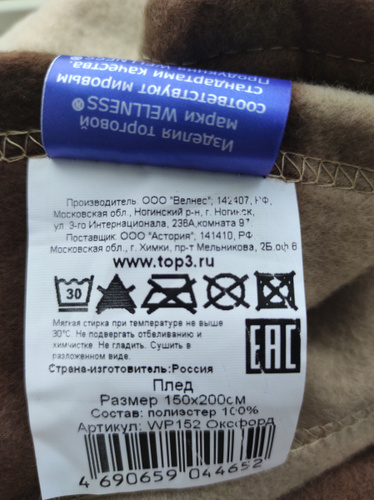 Изделия торговой
марки WELLNESS®
соответствуют мировым
стандартам качества.
Продукция WELLNESS®
Производитель: ООО "Велнес", 142407, РФ,
Московская обл., Ногинский р-н, г. Ногинск,
ул. 3-го Интернационала, 236А, комната 9
Поставщик: ООО "Астория", 141410, РФ,
Московская обл., г. Химки, пр-т Мельникова, 2Б, оф 8
www.top3.ru
30
Мягкая стирка при температуре не выше
30°С. Не подвергать отбеливанию и
химчистке. Не гладить. Сушить в
разложенном виде.
EAC
Страна-изготовитель:Россия
Плед
Размер 150х200см
Состав: полиэстер 100%
Артикул: WP152 Оксфорд
4 690659 044652